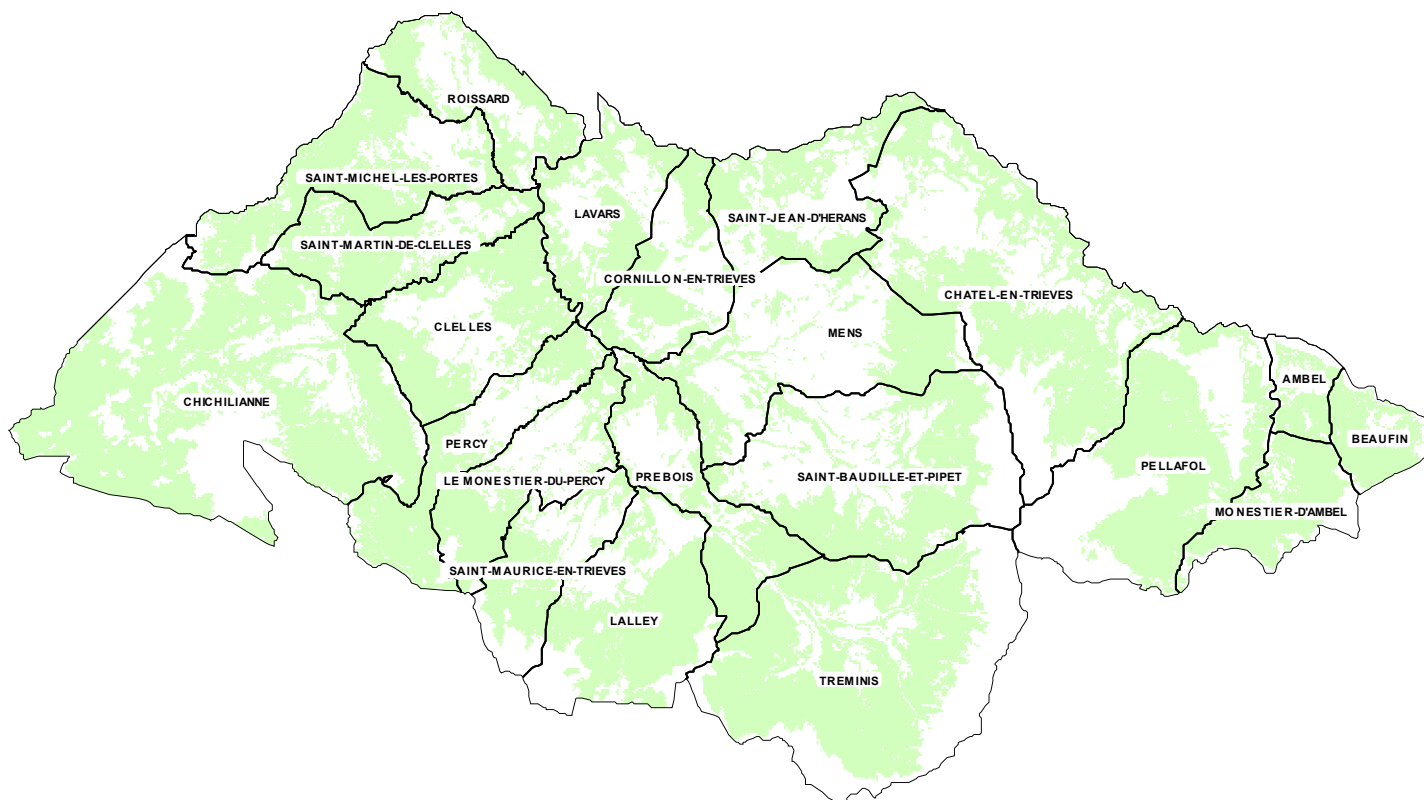 ROISSARD
SAINT-MICHEL-LES-PORTES
LAVARS
SAINT-JEAN-D'HERANS
SAINT-MARTIN-DE-CLELLES
CORNILLON-EN-TRIEVES
CHATEL-EN-TRIEVES
CLELLES
MENS
AMBEL
CHICHILIANNE
BEAUFIN
PERCY
PELLAFOL
LE MONESTIER-DU-PERCY
PREBOIS
SAINT-BAUDILLE-ET-PIPET
MONESTIER-D'AMBEL
SAINT-MAURICE-EN-TRIEVES
LALLEY
TREMINIS